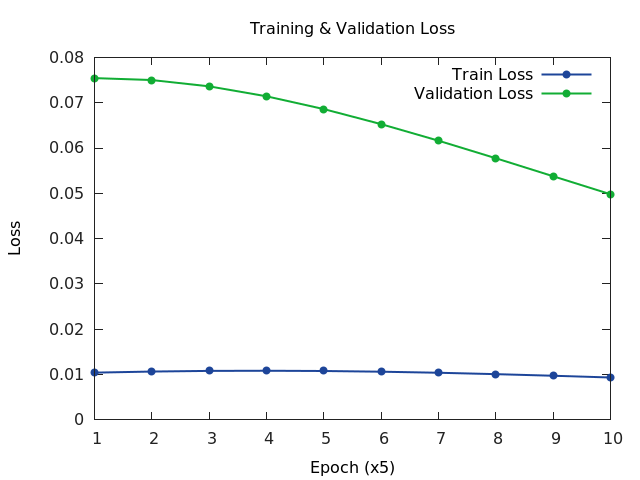 Training & Validation Loss
Train Loss
Validation Loss
0.08
0.07
0.06
0.05
0.04
0.03
0.02
0.01
0
Loss
1 2 3 4 5 6 7 8 9 10
Epoch (x5)